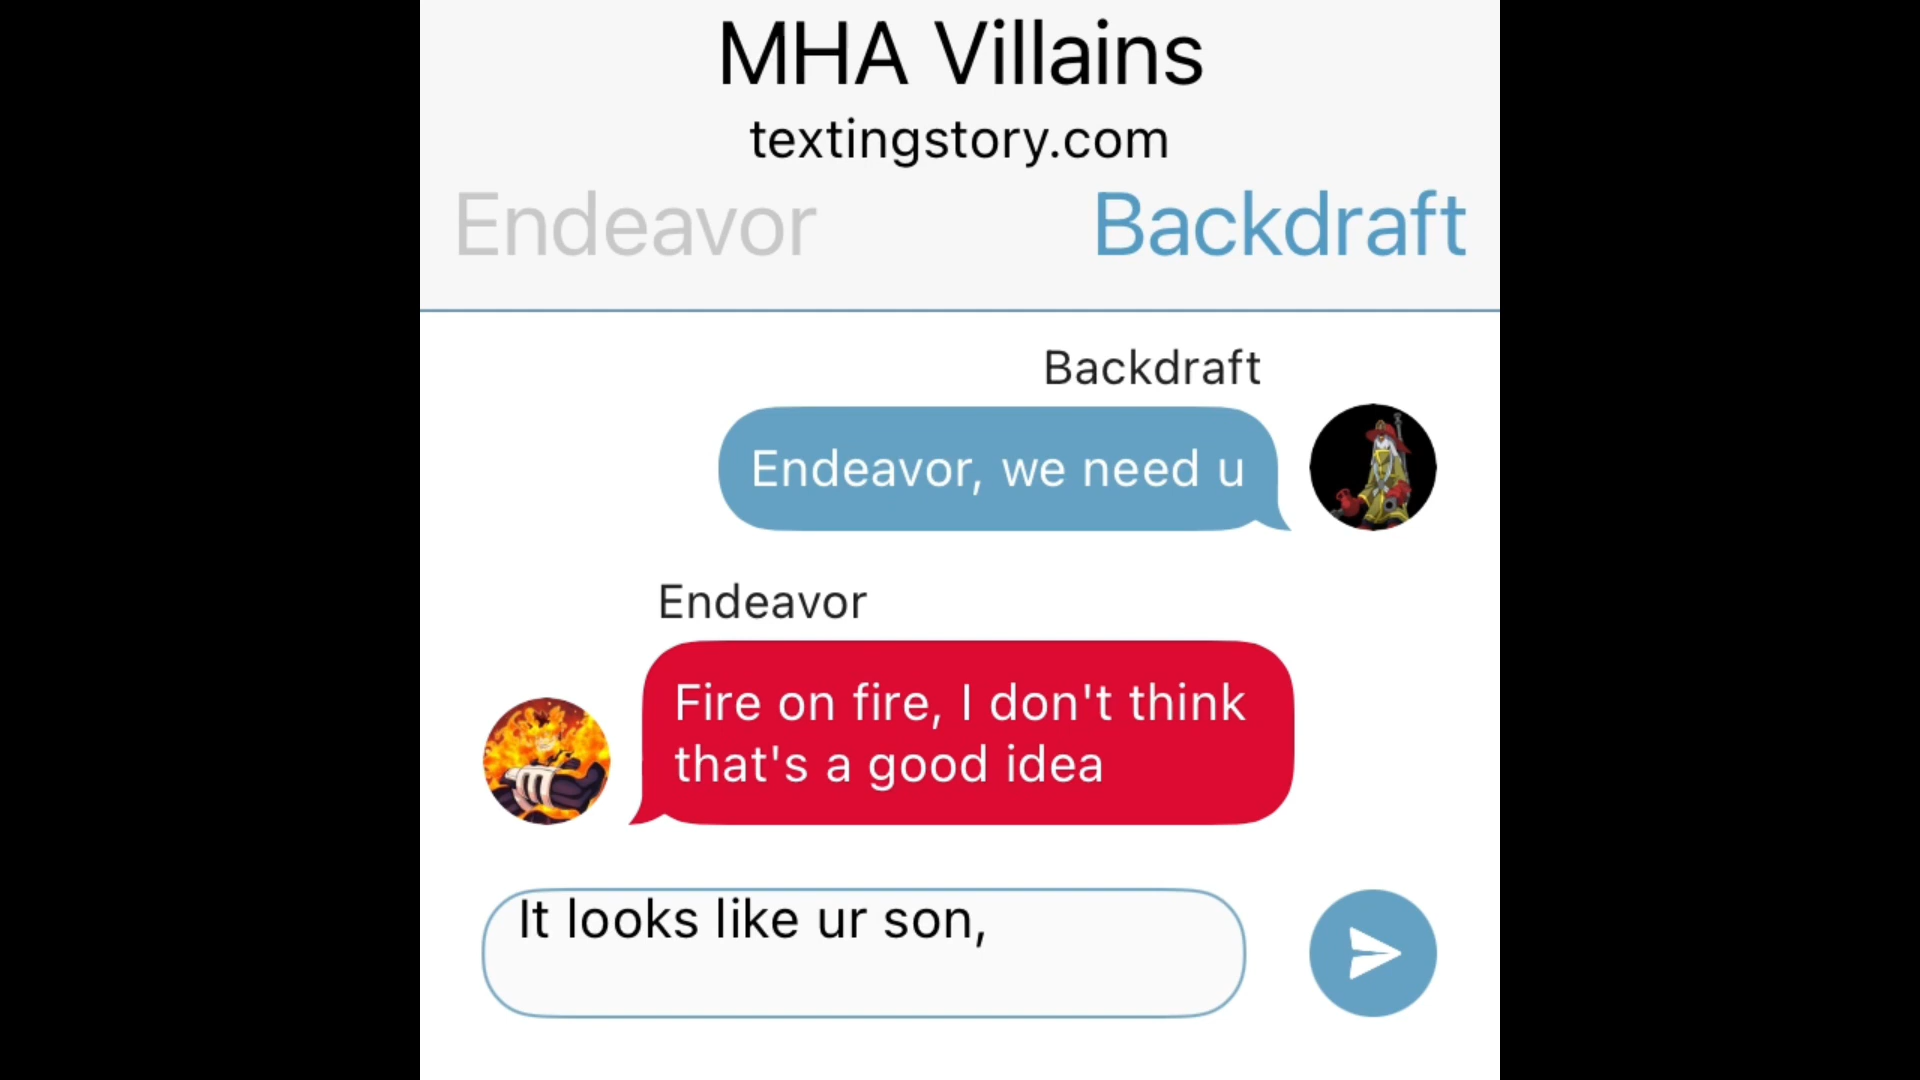 MHA Villains
textingstory.com
Endeavor Backdraft
Backdraft
Endeavor, we need u
Endeavor
Fire on fire, I don't think
that's a good idea
It looks like ur son,